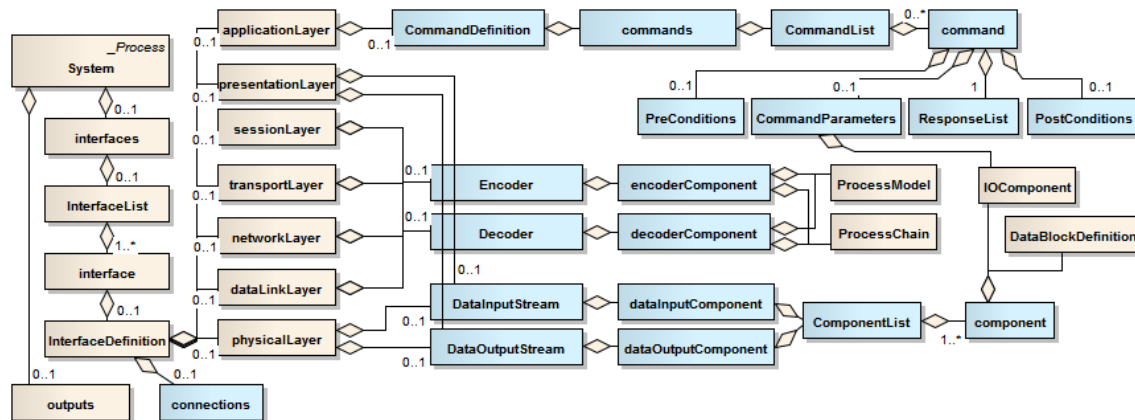 applicationLayer
CommandDefinition
commands
CommandList
0..*
command
0..1
0..1
_Process
System
presentationLayer
0..1
0..1
1
0..1
PreConditions
CommandParameters
ResponseList
PostConditions
0..1
0..1
interfaces
sessionLayer
0..1
0..1
InterfaceList
transportLayer
0..1
0..1
Encoder
encoderComponent
ProcessModel
IOComponent
1..*
networkLayer
0..1
0..1
Decoder
decoderComponent
ProcessChain
DataBlockDefinition
interface
dataLinkLayer
0..1
0..1
0..1
DataInputStream
dataInputComponent
InterfaceDefinition
physicalLayer
0..1
0..1
0..1
DataOutputStream
dataOutputComponent
ComponentList
component
1..*
0..1
0..1
outputs
connections